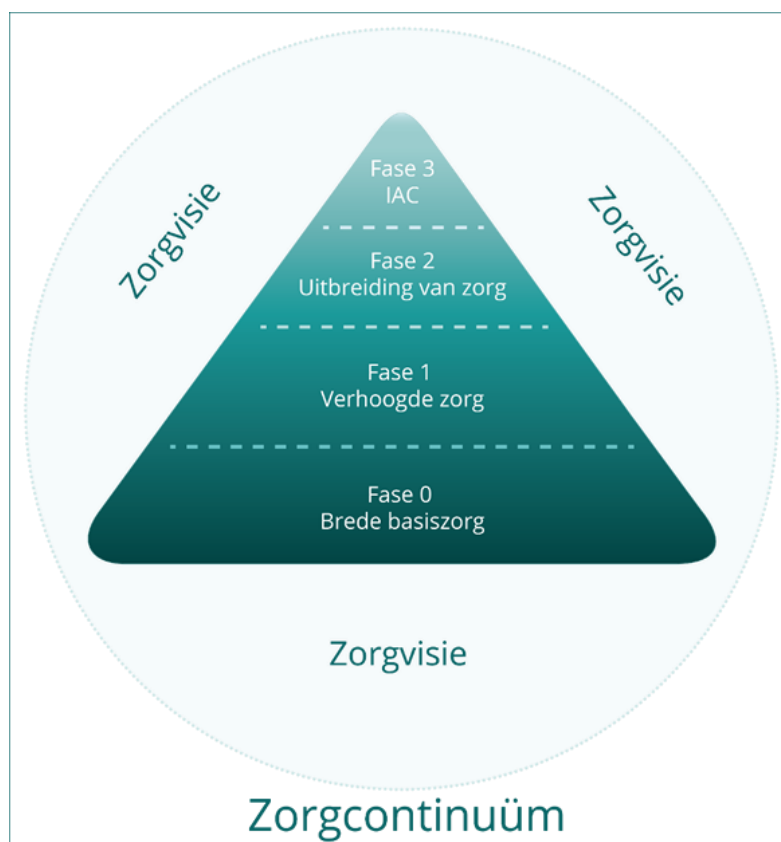 Zorgvisie
Zorgvisie
Fase 3
IAC
Fase 2
Uitbreiding van zorg
Fase 1
Verhoogde zorg
Fase 0
Brede basiszorg
Zorgvisie
Zorgcontinuüm